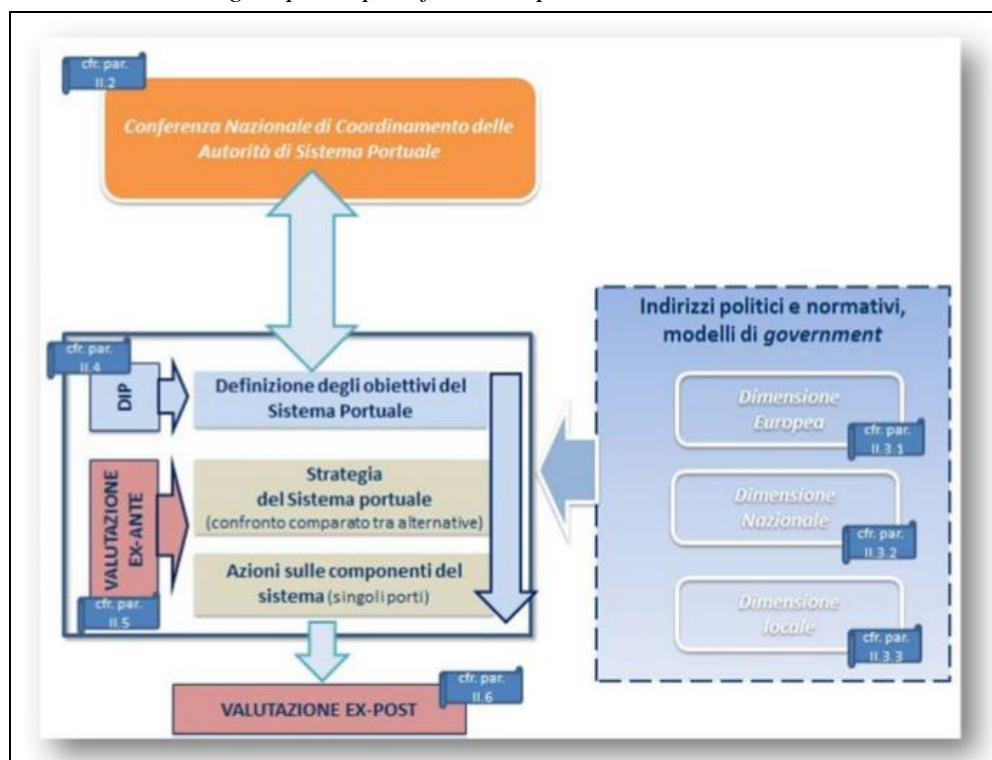 cfr. par.
II.2
Conferenza Nazionale di Coordinamento delle
Autorità di Sistema Portuale
Indirizzi politici e normativi,
modelli di government
Dimensione
Europea
cfr. par.
II.3.1
Dimensione
Nazionale
cfr. par.
II.3.2
Dimensione
locale
cfr. par.
II.3.3
cfr. par.
II.4
DIP
Definizione degli obiettivi del
Sistema Portuale
VALUTAZIONE
EX-ANTE
cfr. par.
II.5
Strategia
del Sistema portuale
(confronto comparato tra alternative)
Azioni sulle componenti del
sistema (singoli porti)
cfr. par.
II.6
VALUTAZIONE EX-POST